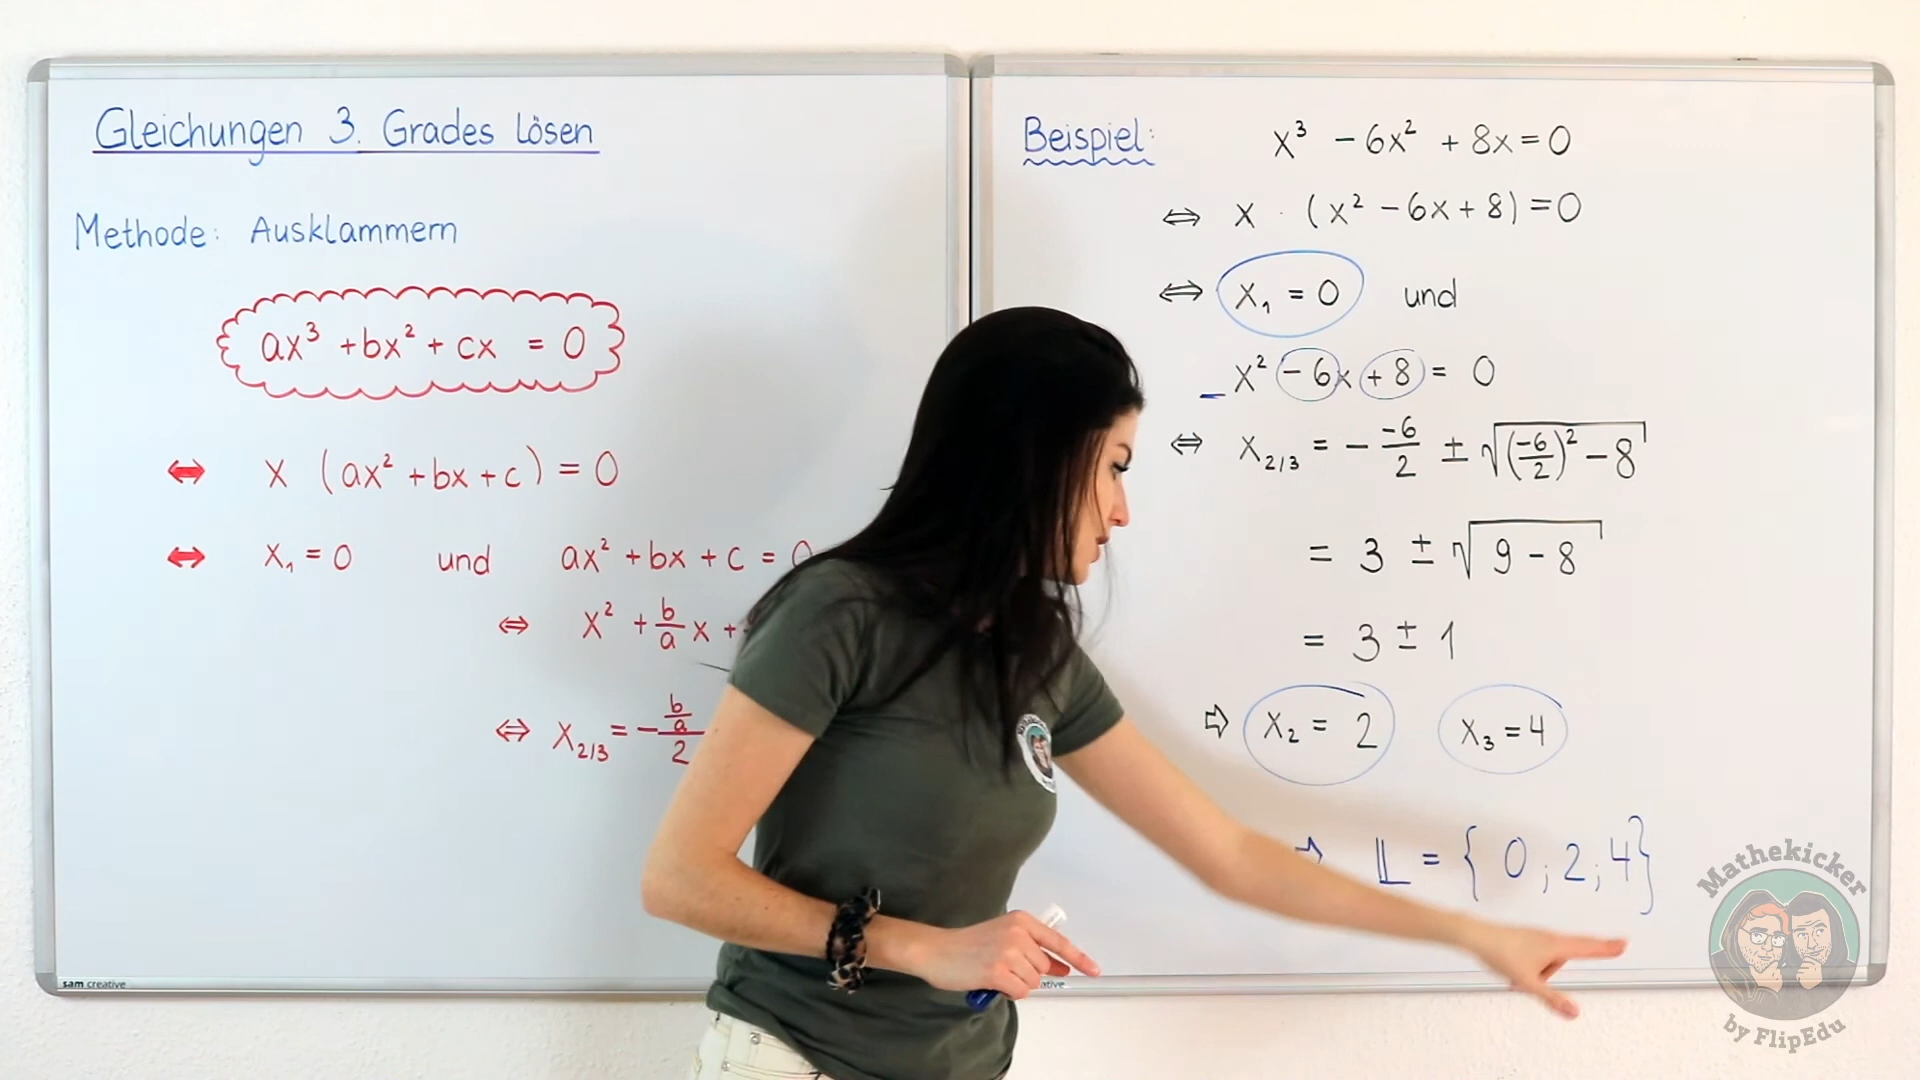 Gleichungen 3. Grades lösen
Methode: Ausklammern
ax³ + bx² + cx = 0
⇔ x (ax² + bx + c) = 0
⇔ x₁ = 0 und ax² + bx + c = 0
⇔ x² + b/a x +
⇔ x₂/₃ = - (b/a)/2
sam creative
Beispiel: x³ - 6x² + 8x = 0
⇔ x · (x² - 6x + 8) = 0
⇔ x₁ = 0 und
x² - 6x + 8 = 0
⇔ x₂/₃ = - -6/2 ± √((-6/2)² - 8)
= 3 ± √(9 - 8)
= 3 ± 1
⇨ x₂ = 2 x₃ = 4
⇨ 𝕃 = { 0 ; 2 ; 4 }
Mathekicker
by FlipEdu
Mathekicker